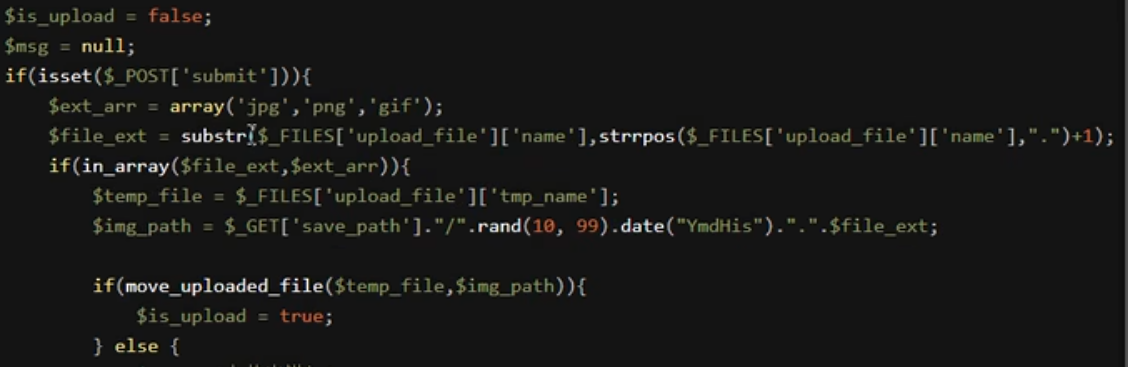 $is_upload = false;
$msg = null;
if(isset($_POST['submit'])){
$ext_arr = array('jpg','png','gif');
$file_ext = substr($_FILES['upload_file']['name'],strrpos($_FILES['upload_file']['name'],".")+1);
if(in_array($file_ext,$ext_arr)){
$temp_file = $_FILES['upload_file']['tmp_name'];
$img_path = $_GET['save_path']."/".rand(10, 99).date("YmdHis").".".$file_ext;
if(move_uploaded_file($temp_file,$img_path)){
$is_upload = true;
} else {